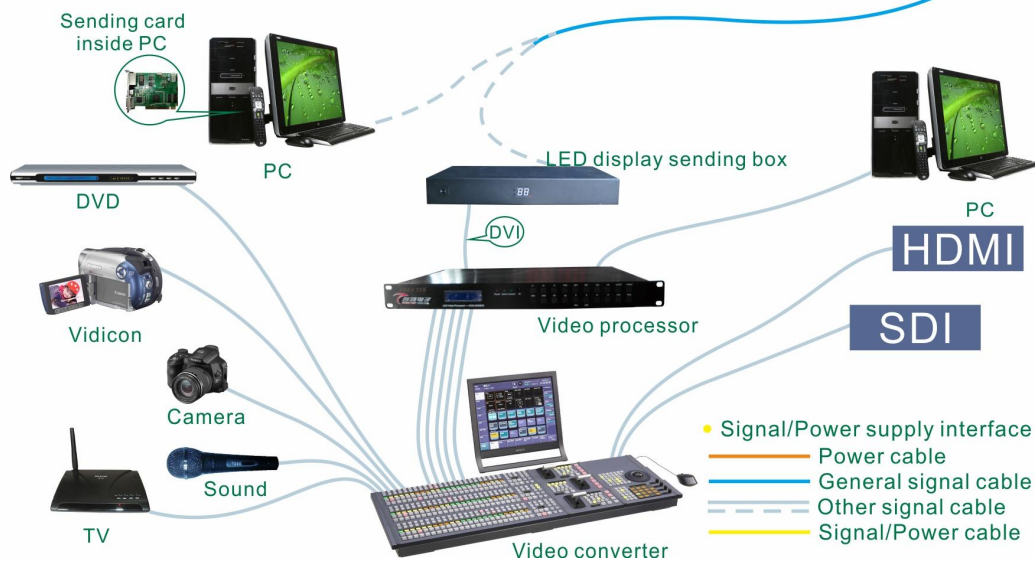 Sending card
inside PC
PC
LED display sending box
88
DVD
DVI
PC
HDMI
Vidicon
Video processor
SDI
Camera
Sound
TV
Video converter
Signal/Power supply interface
Power cable
General signal cable
Other signal cable
Signal/Power cable